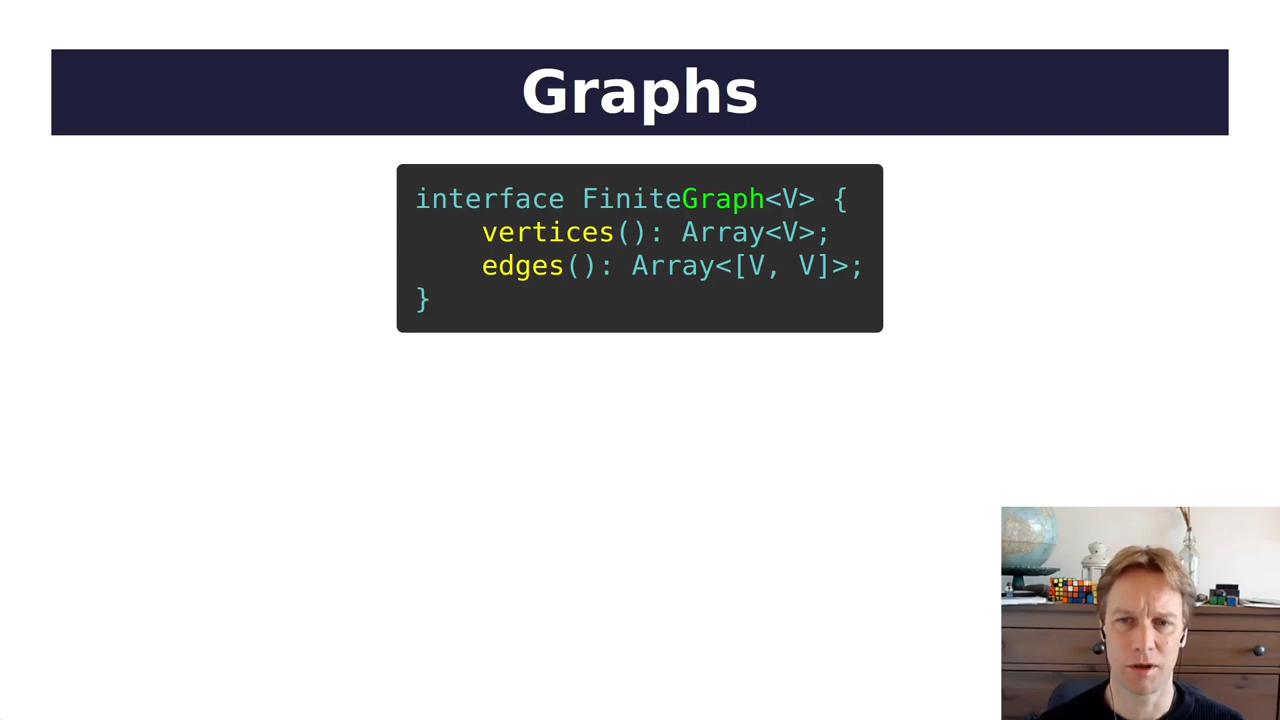 Graphs
interface FiniteGraph<V> {
    vertices(): Array<V>;
    edges(): Array<[V, V]>;
}